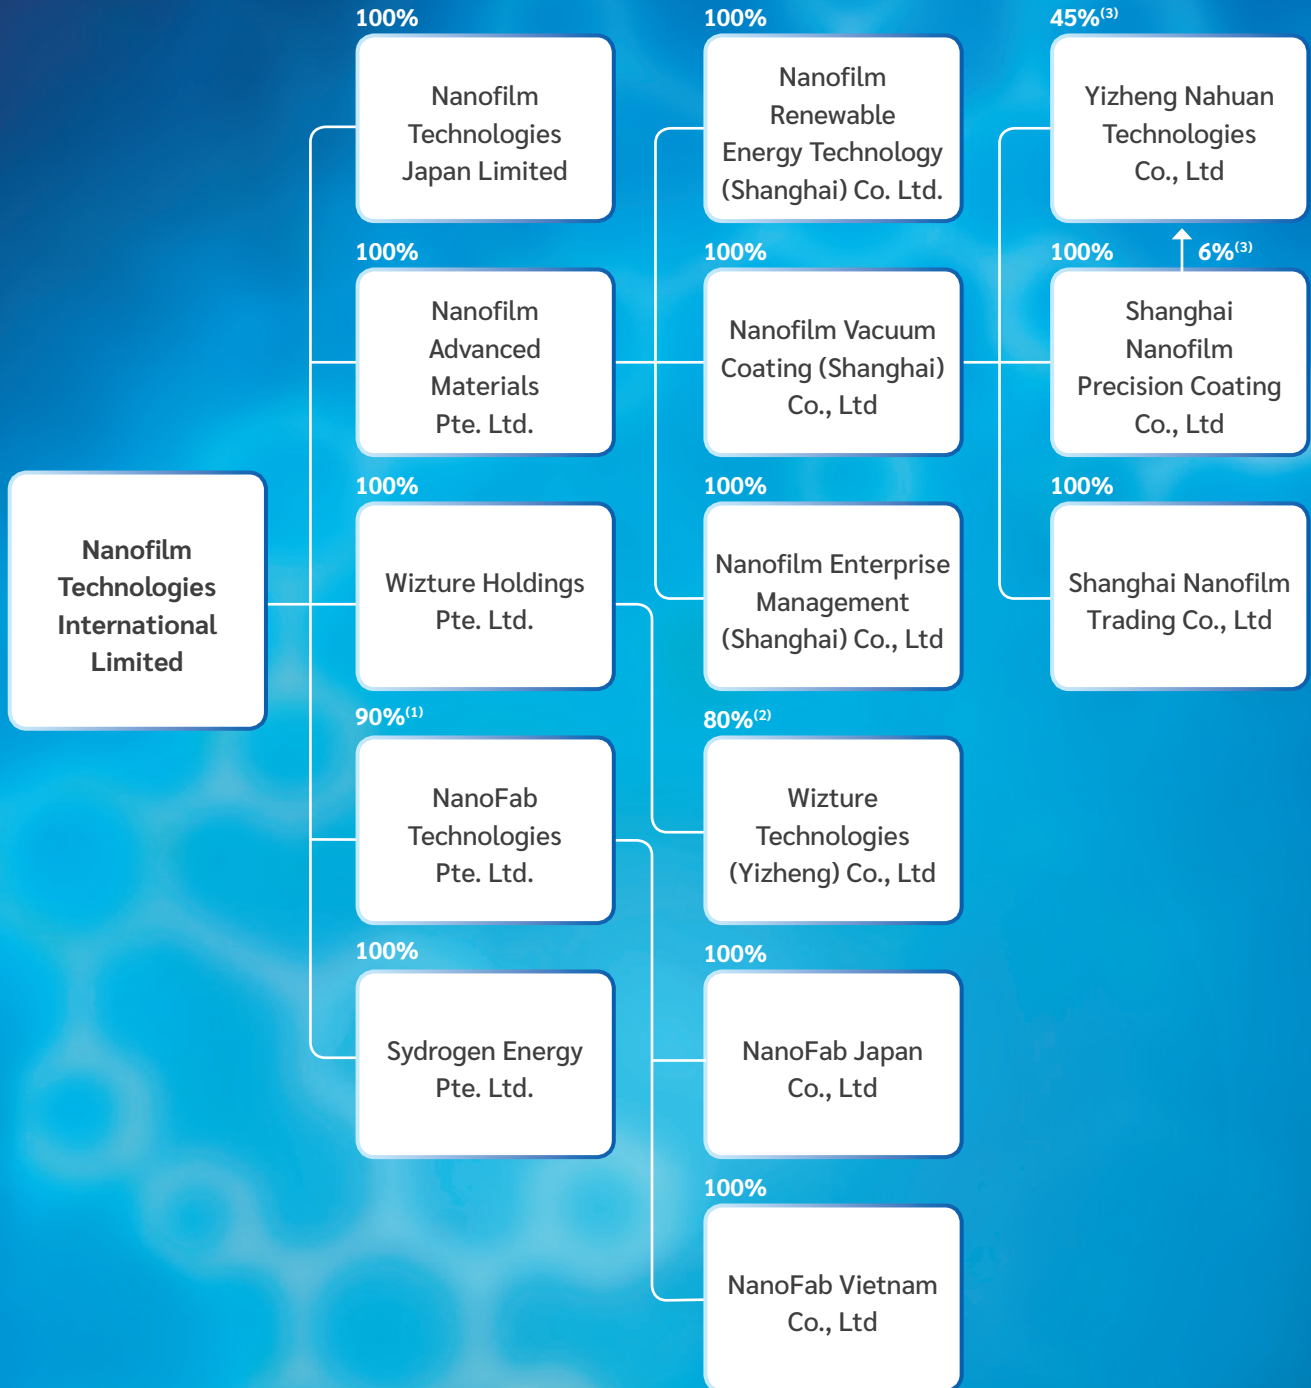 Nanofilm
Technologies
International
Limited
100%
Nanofilm
Technologies
Japan Limited
100%
Nanofilm
Advanced
Materials
Pte. Ltd.
100%
Wizture Holdings
Pte. Ltd.
90%(1)
NanoFab
Technologies
Pte. Ltd.
100%
Sydrogen Energy
Pte. Ltd.
100%
Nanofilm
Renewable
Energy Technology
(Shanghai) Co. Ltd.
100%
Nanofilm Vacuum
Coating (Shanghai)
Co., Ltd
100%
Nanofilm Enterprise
Management
(Shanghai) Co., Ltd
80%(2)
Wizture
Technologies
(Yizheng) Co., Ltd
100%
NanoFab Japan
Co., Ltd
100%
NanoFab Vietnam
Co., Ltd
45%(3)
Yizheng Nahuan
Technologies
Co., Ltd
100%
6%(3)
Shanghai
Nanofilm
Precision Coating
Co., Ltd
100%
Shanghai Nanofilm
Trading Co., Ltd